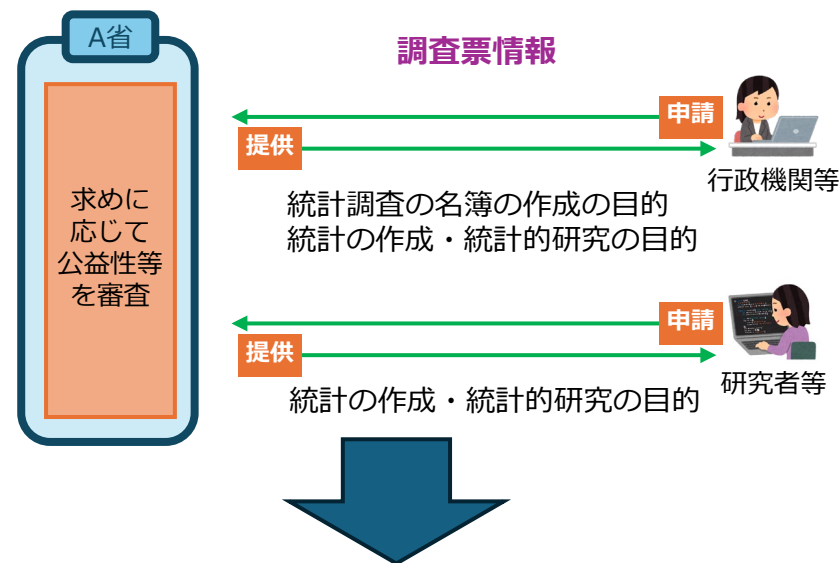 A省
調査票情報
申請
提供
行政機関等
統計調査の名簿の作成の目的
統計の作成・統計的研究の目的
求めに
応じて
公益性等
を審査
申請
提供
研究者等
統計の作成・統計的研究の目的